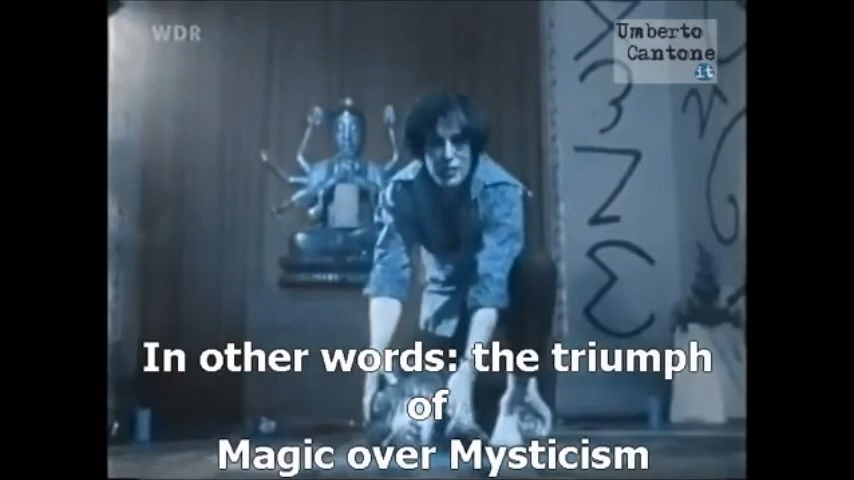 WDR
Umberto
Cantone
it
In other words: the triumph
of
Magic over Mysticism